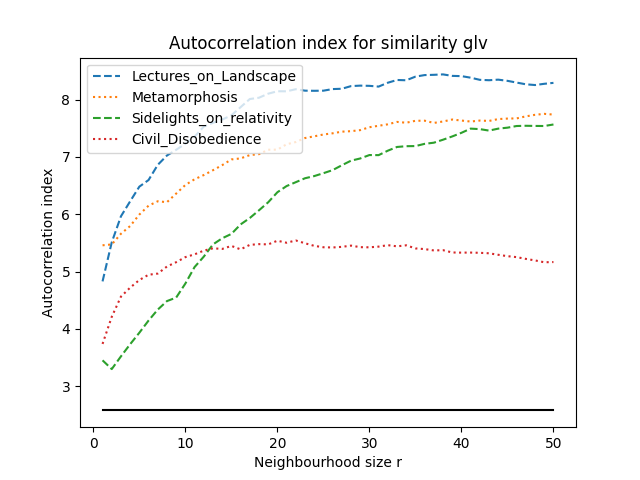 Autocorrelation index for similarity glv
Lectures_on_Landscape
Metamorphosis
Sidelights_on_relativity
Civil_Disobedience
Autocorrelation index
8
7
6
5
4
3
0 10 20 30 40 50
Neighbourhood size r